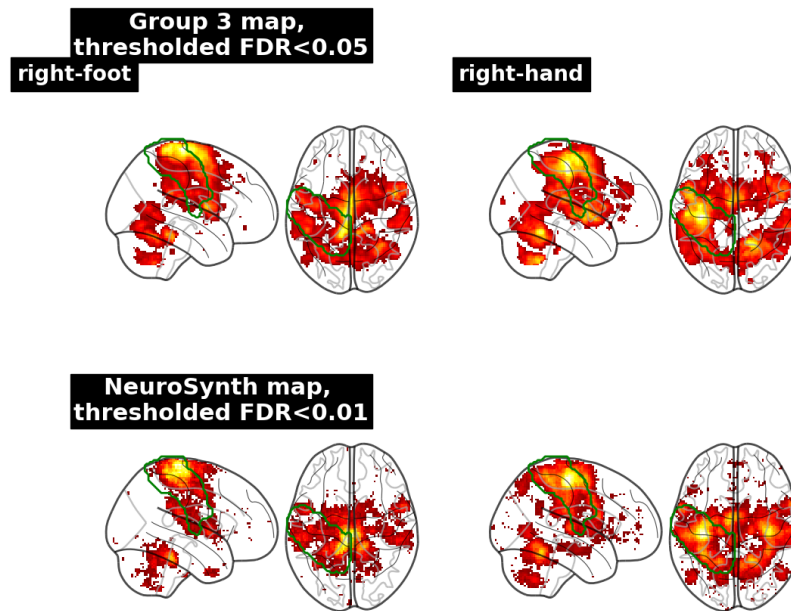 Group 3 map,
thresholded FDR<0.05
right-foot
right-hand
NeuroSynth map,
thresholded FDR<0.01